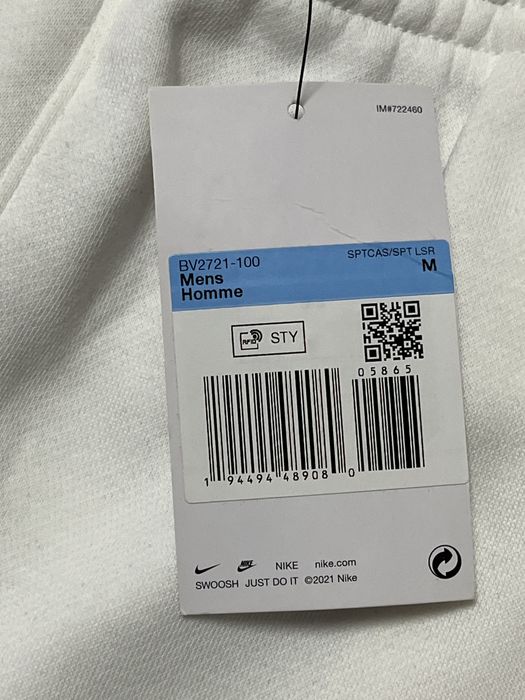 IM#722460
BV2721-100 SPTCAS/SPT LSR
Mens M
Homme
RFID STY
05865
1 94494 48908 0
NIKE NIKE nike.com
SWOOSH JUST DO IT ©2021 Nike